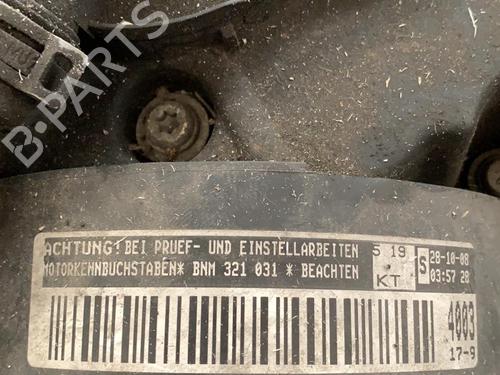 B-PARTS
ACHTUNG! BEI PRUEF- UND EINSTELLARBEITEN
MOTORKENNBUCHSTABEN* BNM 321 031 * BEACHTEN
5 19
KT
S
28-10-08
03:57 28
4003
17-9